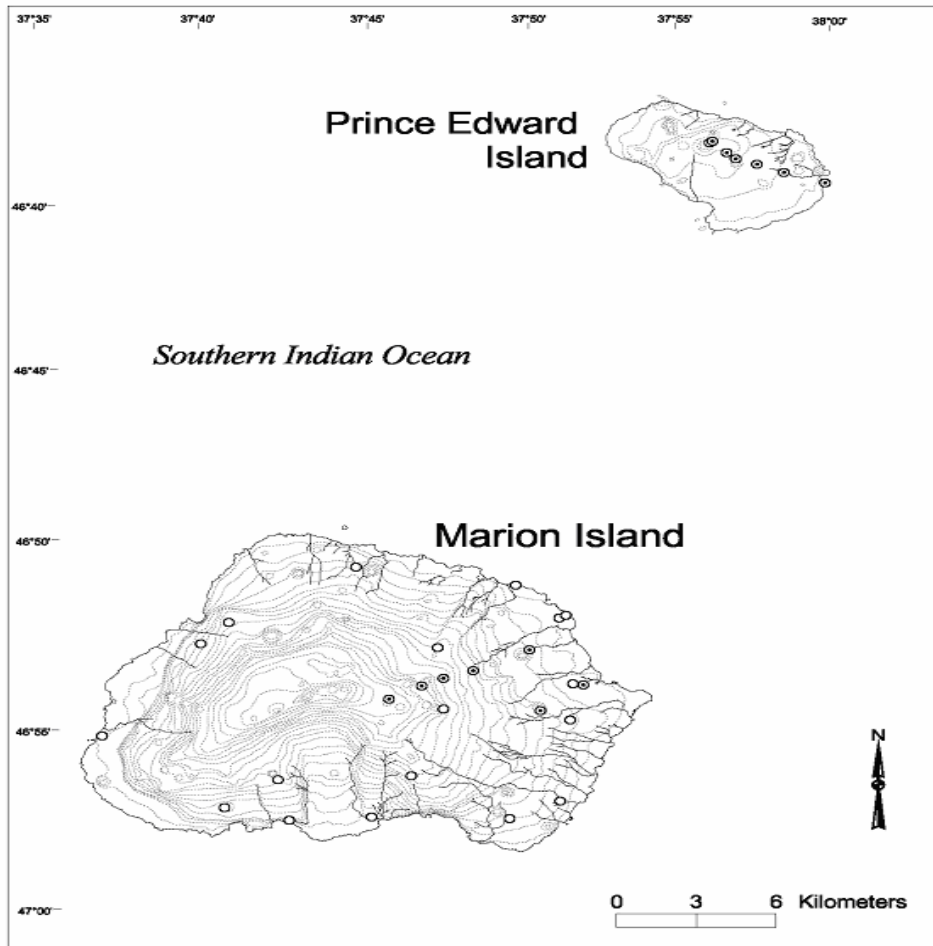 37°35' 37°40' 37°45' 37°50' 37°55' 38°00'
Prince Edward
Island
46°40'
Southern Indian Ocean
46°45'
Marion Island
46°50'
46°55'
N
47°00'
0 3 6 Kilometers